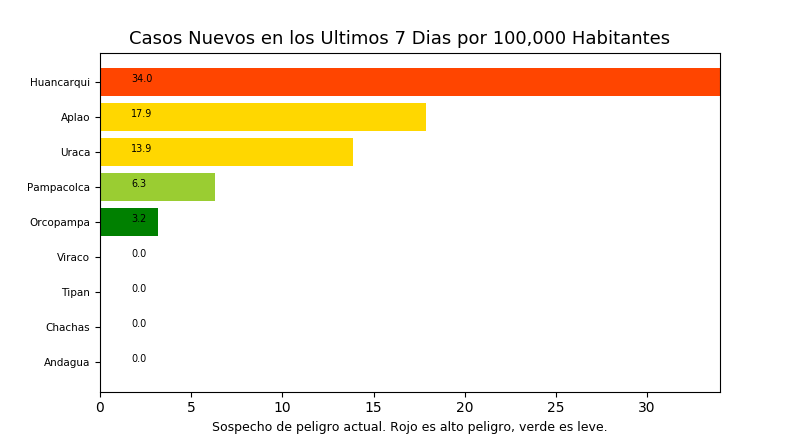 Casos Nuevos en los Ultimos 7 Dias por 100,000 Habitantes
Huancarqui 34.0
Aplao 17.9
Uraca 13.9
Pampacolca 6.3
Orcopampa 3.2
Viraco 0.0
Tipan 0.0
Chachas 0.0
Andagua 0.0
0 5 10 15 20 25 30
Sospecho de peligro actual. Rojo es alto peligro, verde es leve.